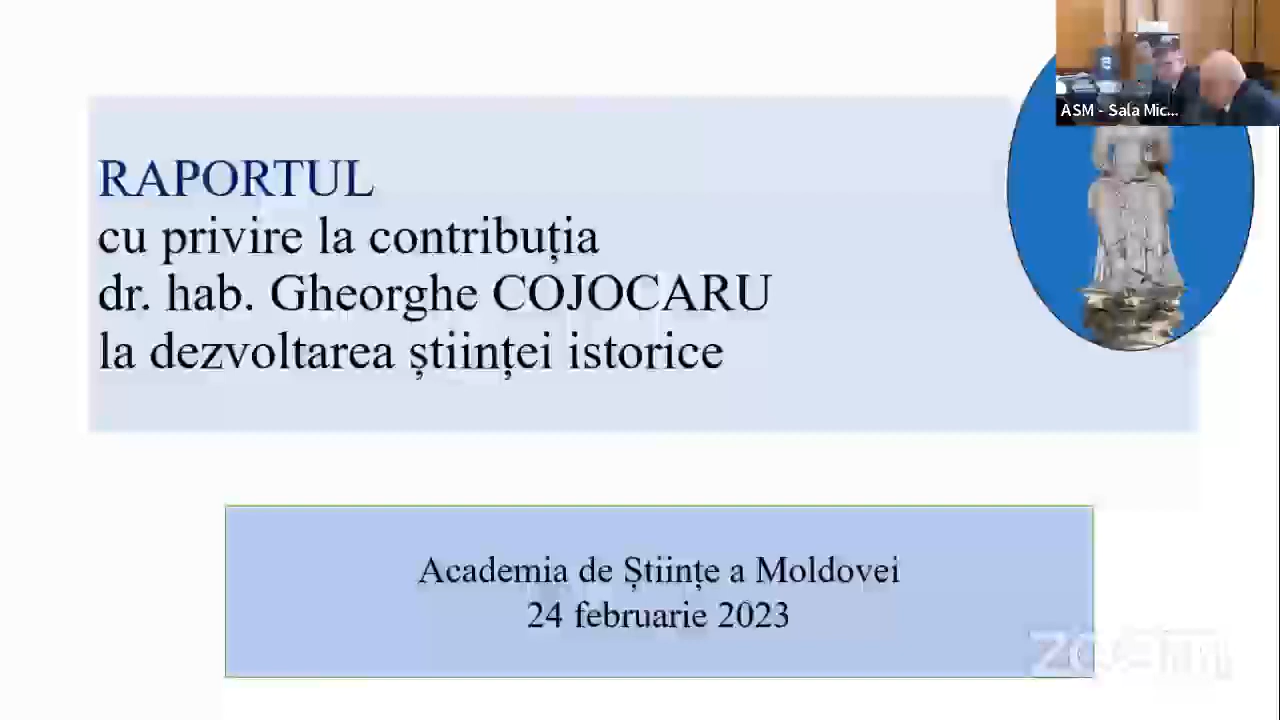 ASM - Sala Mic...
RAPORTUL
cu privire la contribuția
dr. hab. Gheorghe COJOCARU
la dezvoltarea științei istorice
Academia de Științe a Moldovei
24 februarie 2023
zoom